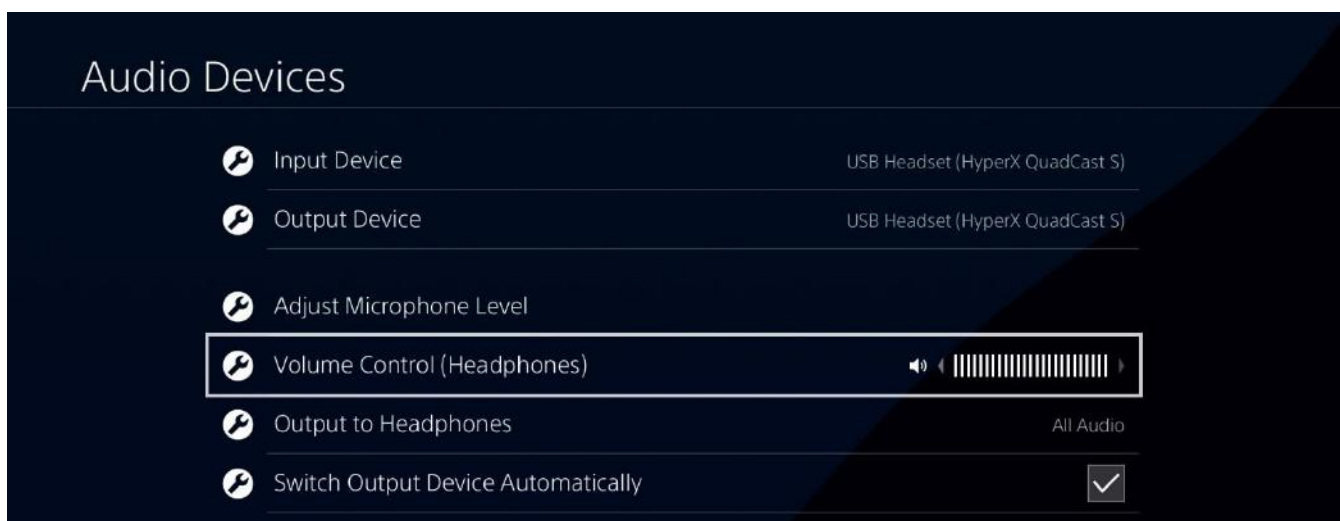 Audio Devices
Input Device USB Headset (HyperX QuadCast S)
Output Device USB Headset (HyperX QuadCast S)
Adjust Microphone Level
Volume Control (Headphones)
Output to Headphones All Audio
Switch Output Device Automatically